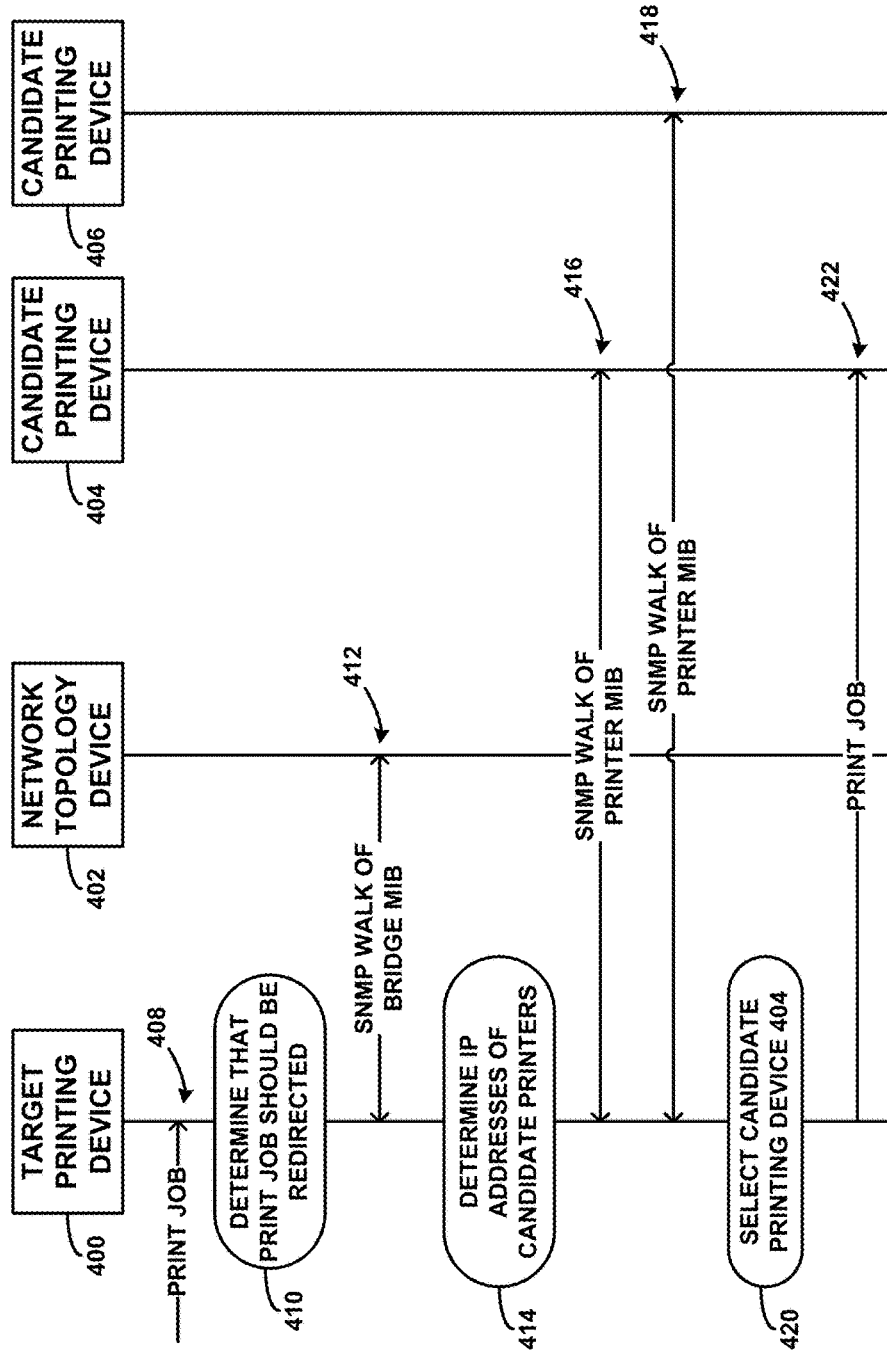 TARGET
PRINTING
DEVICE
400
NETWORK
TOPOLOGY
DEVICE
402
CANDIDATE
PRINTING
DEVICE
404
CANDIDATE
PRINTING
DEVICE
406
PRINT JOB
408
DETERMINE THAT
PRINT JOB SHOULD BE
REDIRECTED
410
SNMP WALK OF
BRIDGE MIB
412
DETERMINE IP
ADDRESSES OF
CANDIDATE PRINTERS
414
SNMP WALK OF
PRINTER MIB
416
SNMP WALK OF
PRINTER MIB
418
SELECT CANDIDATE
PRINTING DEVICE 404
420
PRINT JOB
422